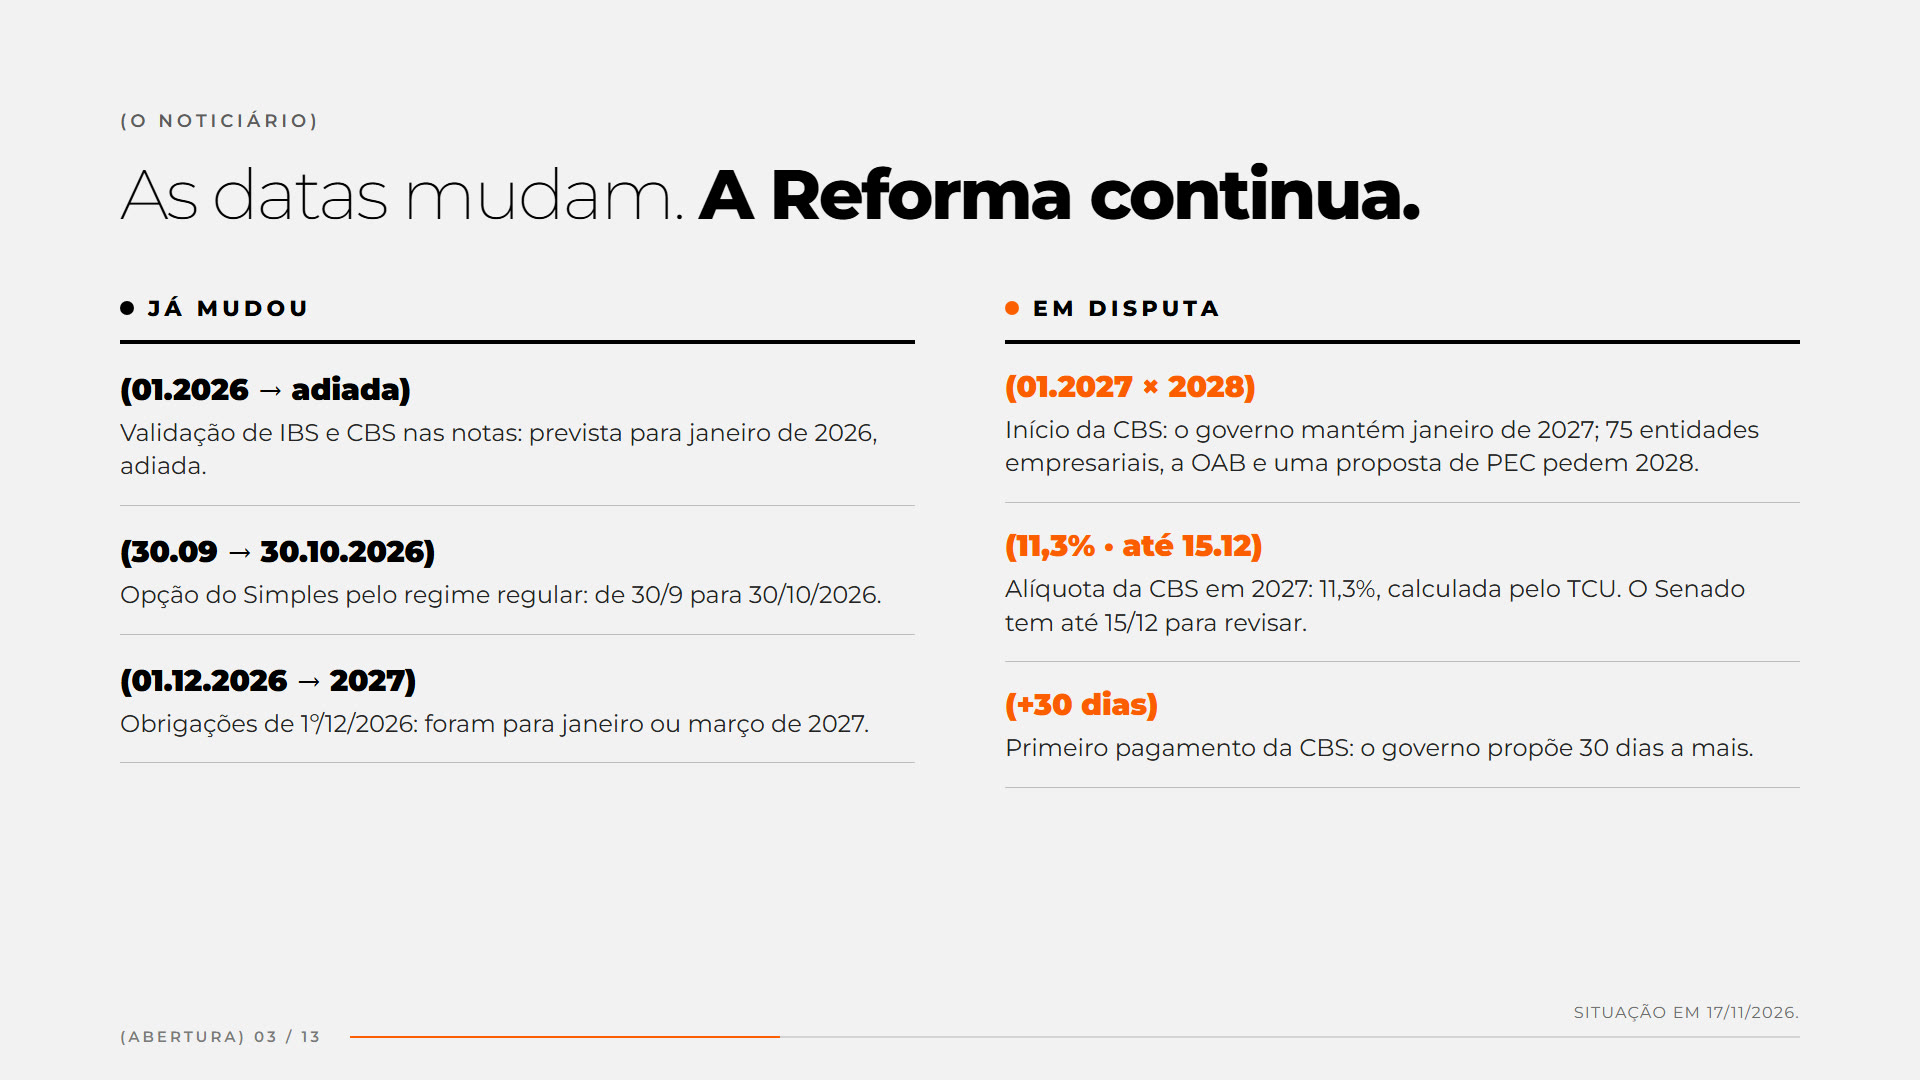 (O NOTICIÁRIO)
As datas mudam. A Reforma continua.
JÁ MUDOU
(01.2026 → adiada)
Validação de IBS e CBS nas notas: prevista para janeiro de 2026,
adiada.
(30.09 → 30.10.2026)
Opção do Simples pelo regime regular: de 30/9 para 30/10/2026.
(01.12.2026 → 2027)
Obrigações de 1º/12/2026: foram para janeiro ou março de 2027.
EM DISPUTA
(01.2027 × 2028)
Início da CBS: o governo mantém janeiro de 2027; 75 entidades
empresariais, a OAB e uma proposta de PEC pedem 2028.
(11,3% • até 15.12)
Alíquota da CBS em 2027: 11,3%, calculada pelo TCU. O Senado
tem até 15/12 para revisar.
(+30 dias)
Primeiro pagamento da CBS: o governo propõe 30 dias a mais.
SITUAÇÃO EM 17/11/2026.
(ABERTURA) 03 / 13